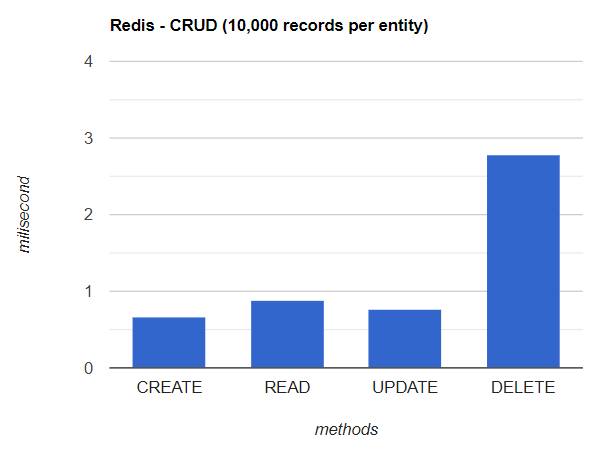 Redis - CRUD (10,000 records per entity)
4
3
2
1
0
milisecond
CREATE READ UPDATE DELETE
methods